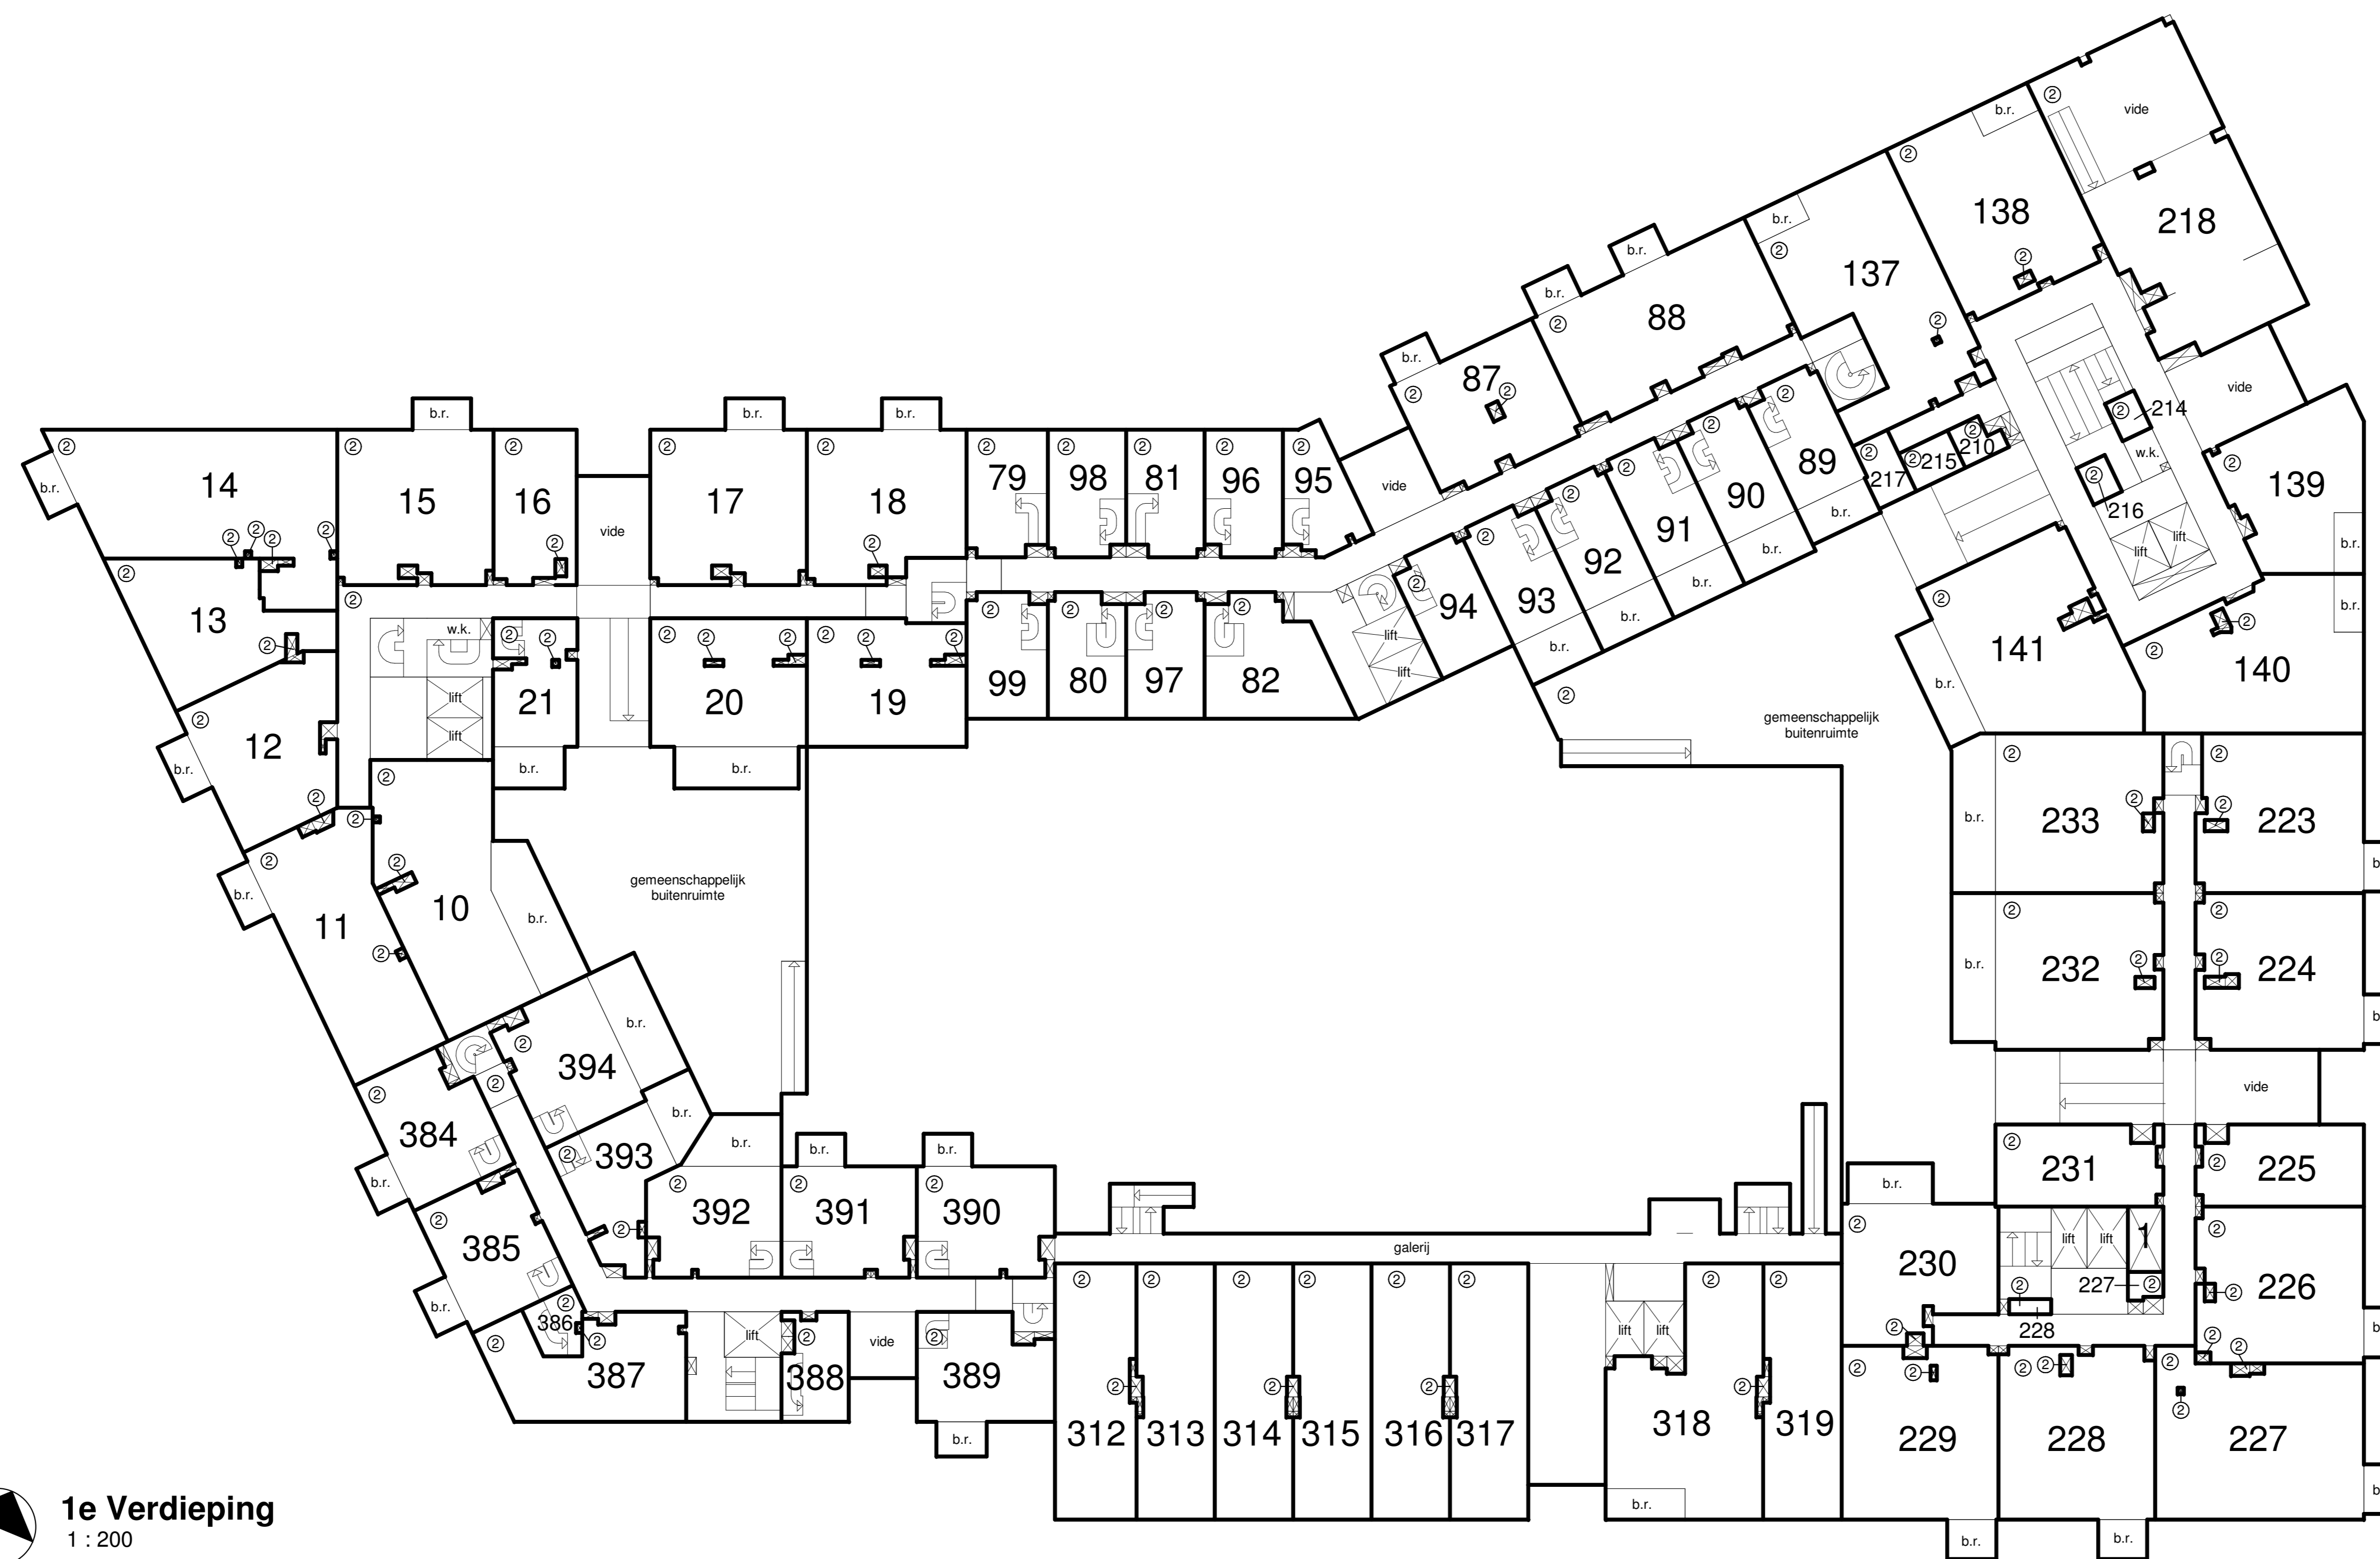 b.r.
138
vide
218
b.r.
137
b.r.
88
b.r.
b.r.
87
vide
214
w.k.
216
lift
lift
210
215
217
89
b.r.
90
b.r.
91
b.r.
92
b.r.
93
b.r.
94
lift
lift
139
b.r.
b.r.
141
b.r.
140
14
b.r.
b.r.
15
16
vide
b.r.
17
b.r.
18
79
98
81
96
95
vide
13
w.k.
lift
lift
21
b.r.
20
b.r.
19
99
80
97
82
12
b.r.
gemeenschappelijk
buitenruimte
gemeenschappelijk
buitenruimte
11
b.r.
10
b.r.
b.r.
233
223
b.r.
232
224
vide
394
b.r.
384
b.r.
393
b.r.
385
b.r.
386
387
lift
388
vide
389
b.r.
392
b.r.
391
b.r.
390
b.r.
galerij
231
225
b.r.
230
lift
lift
1
227
228
226
312
313
314
315
316
317
lift
lift
318
b.r.
319
229
228
227
b.r.
b.r.
1e Verdieping
1 : 200